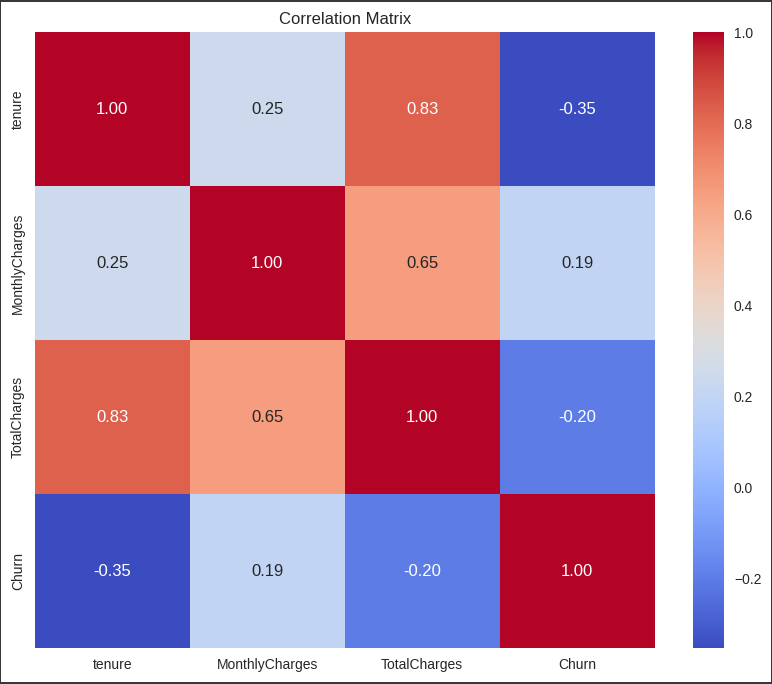 Correlation Matrix
tenure
1.00
0.25
0.83
-0.35
MonthlyCharges
0.25
1.00
0.65
0.19
TotalCharges
0.83
0.65
1.00
-0.20
Churn
-0.35
0.19
-0.20
1.00
tenure
MonthlyCharges
TotalCharges
Churn
1.0
0.8
0.6
0.4
0.2
0.0
−0.2